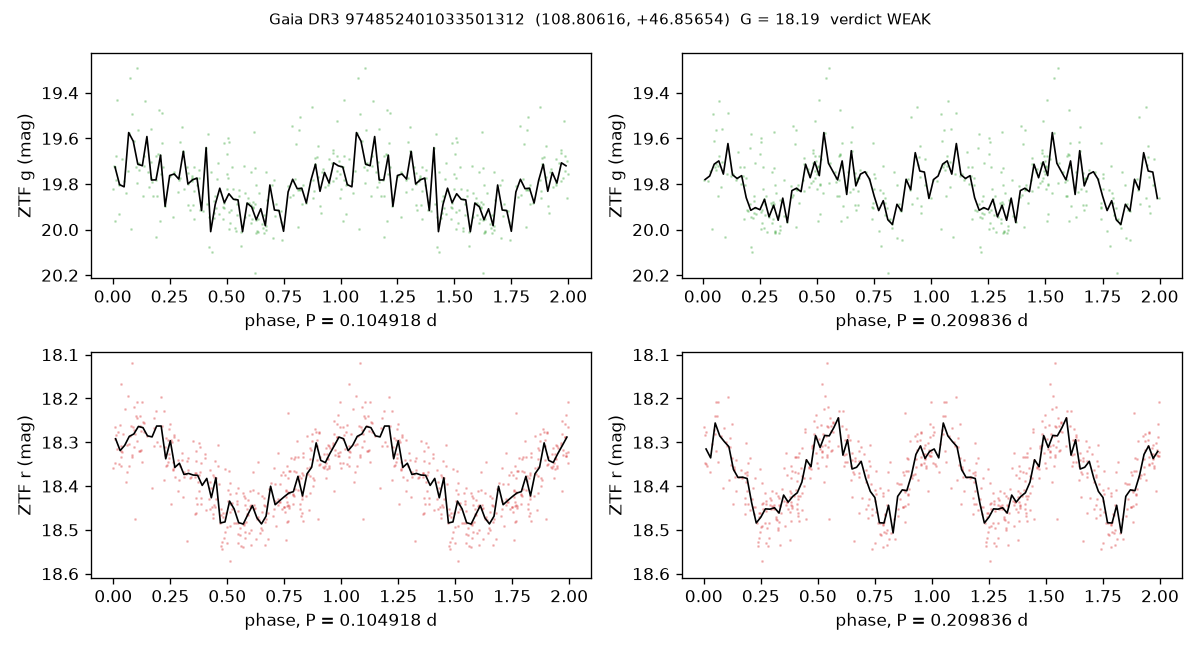 Gaia DR3 974852401033501312 (108.80616, +46.85654) G = 18.19 verdict WEAK
ZTF g (mag)
19.4
19.6
19.8
20.0
20.2
0.00 0.25 0.50 0.75 1.00 1.25 1.50 1.75 2.00
phase, P = 0.104918 d
ZTF g (mag)
19.4
19.6
19.8
20.0
20.2
0.00 0.25 0.50 0.75 1.00 1.25 1.50 1.75 2.00
phase, P = 0.209836 d
ZTF r (mag)
18.1
18.2
18.3
18.4
18.5
18.6
0.00 0.25 0.50 0.75 1.00 1.25 1.50 1.75 2.00
phase, P = 0.104918 d
ZTF r (mag)
18.1
18.2
18.3
18.4
18.5
18.6
0.00 0.25 0.50 0.75 1.00 1.25 1.50 1.75 2.00
phase, P = 0.209836 d